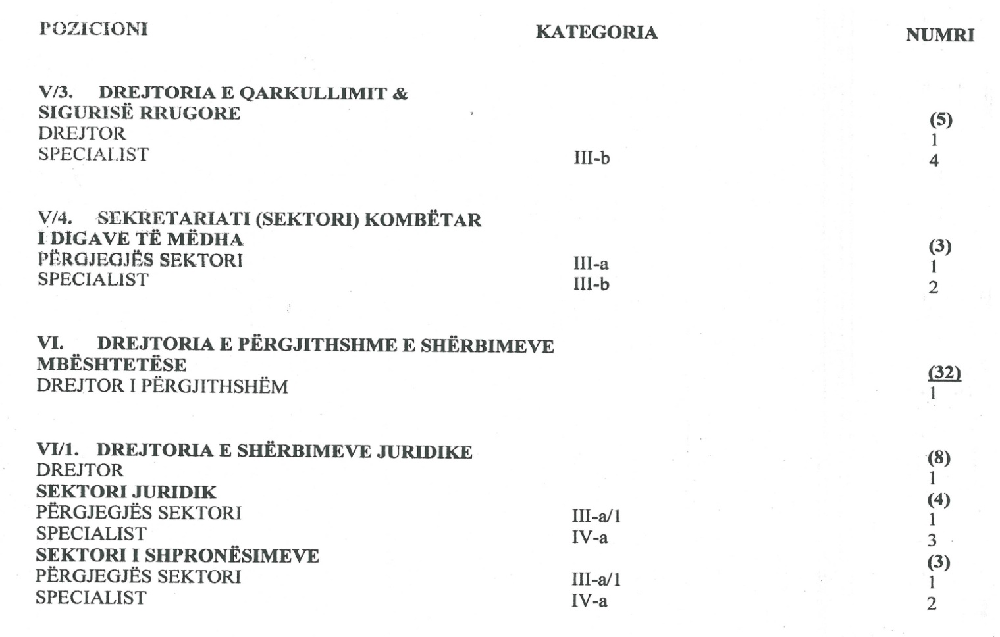 POZICIONI KATEGORIA NUMRI
V/3. DREJTORIA E QARKULLIMIT &
SIGURISË RRUGORE (5)
DREJTOR 1
SPECIALIST III-b 4
V/4. SEKRETARIATI (SEKTORI) KOMBËTAR
I DIGAVE TË MËDHA (3)
PËRGJEGJËS SEKTORI III-a 1
SPECIALIST III-b 2
VI. DREJTORIA E PËRGJITHSHME E SHËRBIMEVE
MBËSHTETËSE (32)
DREJTOR I PËRGJITHSHËM 1
VI/1. DREJTORIA E SHËRBIMEVE JURIDIKE (8)
DREJTOR 1
SEKTORI JURIDIK (4)
PËRGJEGJËS SEKTORI III-a/1 1
SPECIALIST IV-a 3
SEKTORI I SHPRONËSIMEVE (3)
PËRGJEGJËS SEKTORI III-a/1 1
SPECIALIST IV-a 2